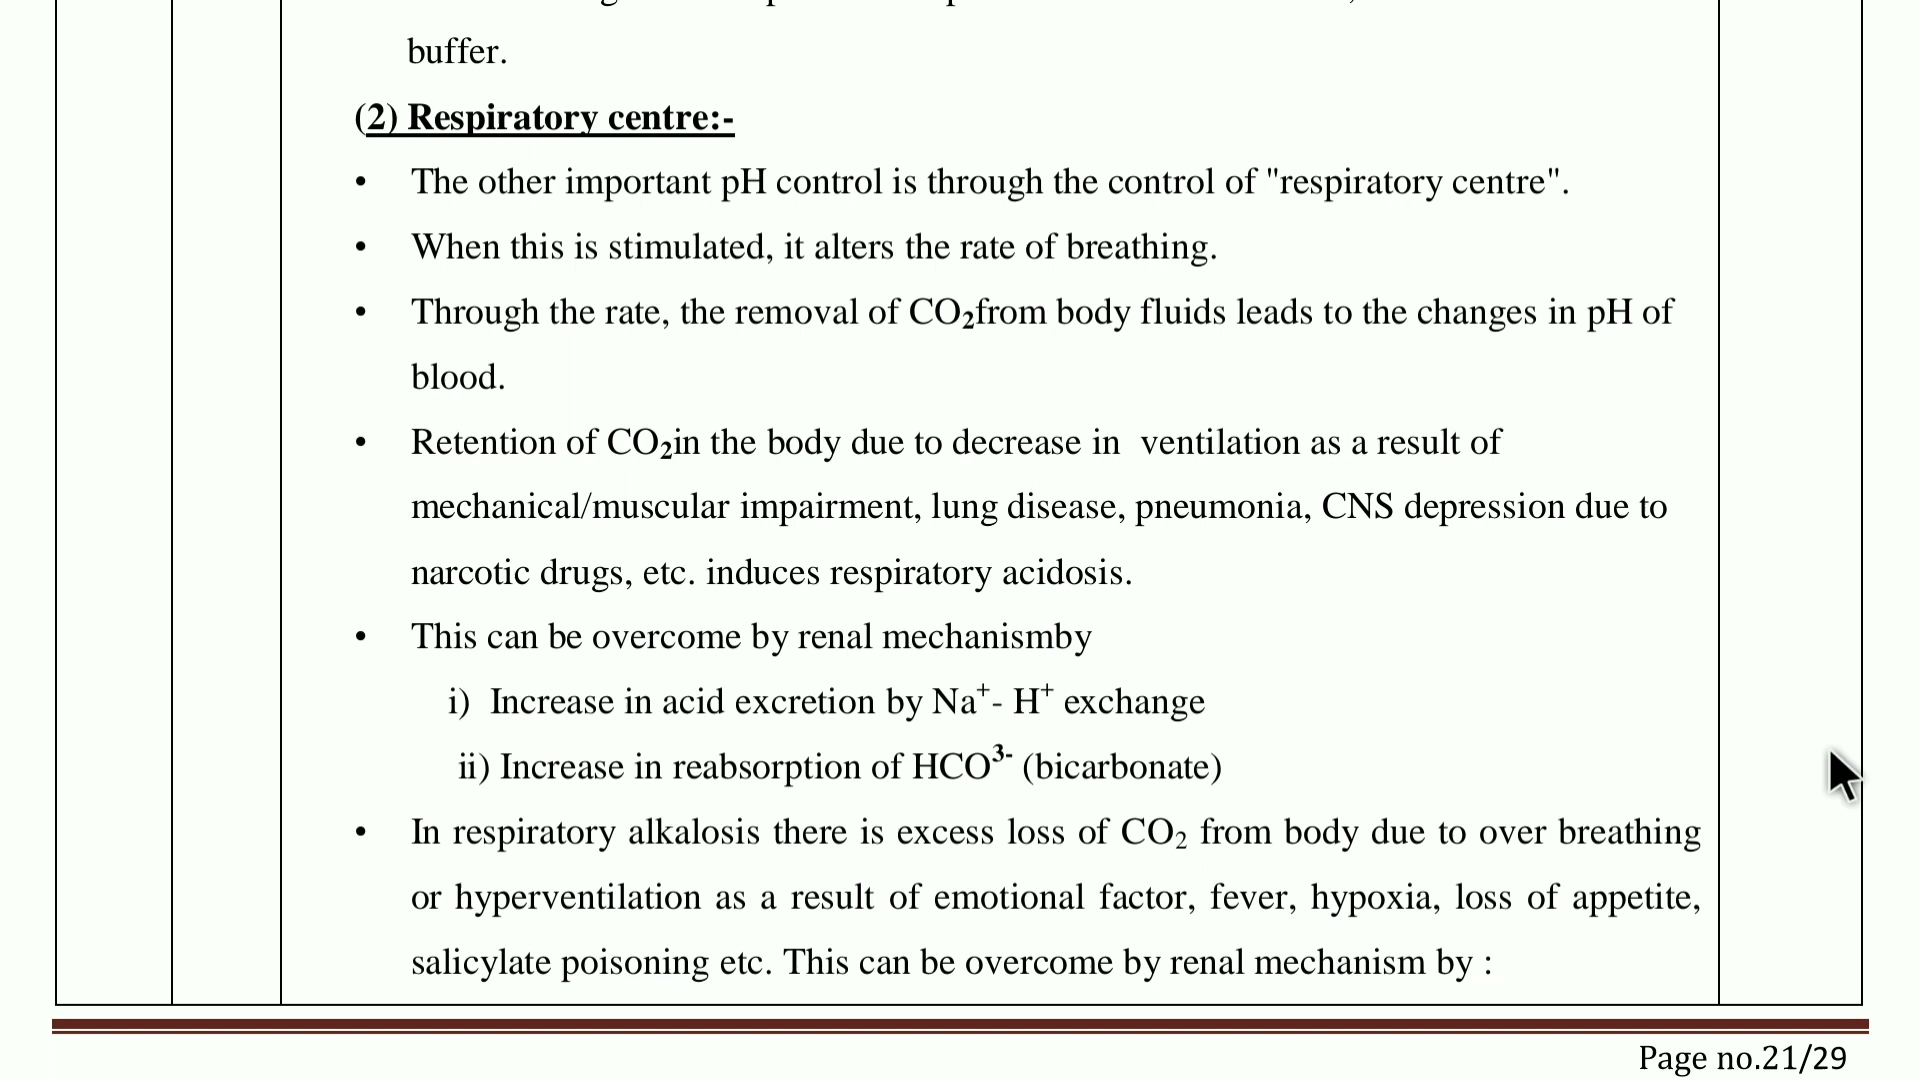 buffer.
(2) Respiratory centre:-
• The other important pH control is through the control of "respiratory centre".
• When this is stimulated, it alters the rate of breathing.
• Through the rate, the removal of CO₂from body fluids leads to the changes in pH of
blood.
• Retention of CO₂in the body due to decrease in  ventilation as a result of
mechanical/muscular impairment, lung disease, pneumonia, CNS depression due to
narcotic drugs, etc. induces respiratory acidosis.
• This can be overcome by renal mechanismby
i)  Increase in acid excretion by Na⁺- H⁺ exchange
ii) Increase in reabsorption of HCO³⁻ (bicarbonate)
• In respiratory alkalosis there is excess loss of CO₂ from body due to over breathing
or hyperventilation as a result of emotional factor, fever, hypoxia, loss of appetite,
salicylate poisoning etc. This can be overcome by renal mechanism by :
Page no.21/29